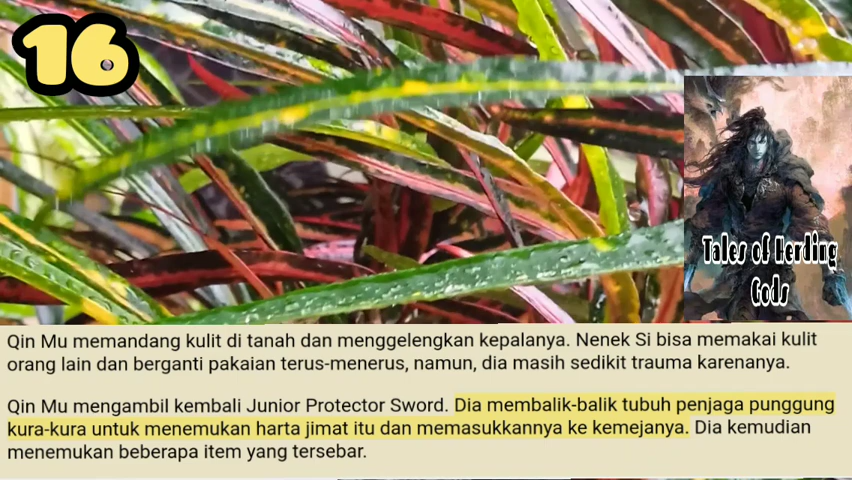 16
Tales of Herding
Gods
Qin Mu memandang kulit di tanah dan menggelengkan kepalanya. Nenek Si bisa memakai kulit
orang lain dan berganti pakaian terus-menerus, namun, dia masih sedikit trauma karenanya.
Qin Mu mengambil kembali Junior Protector Sword. Dia membalik-balik tubuh penjaga punggung
kura-kura untuk menemukan harta jimat itu dan memasukkannya ke kemejanya. Dia kemudian
menemukan beberapa item yang tersebar.